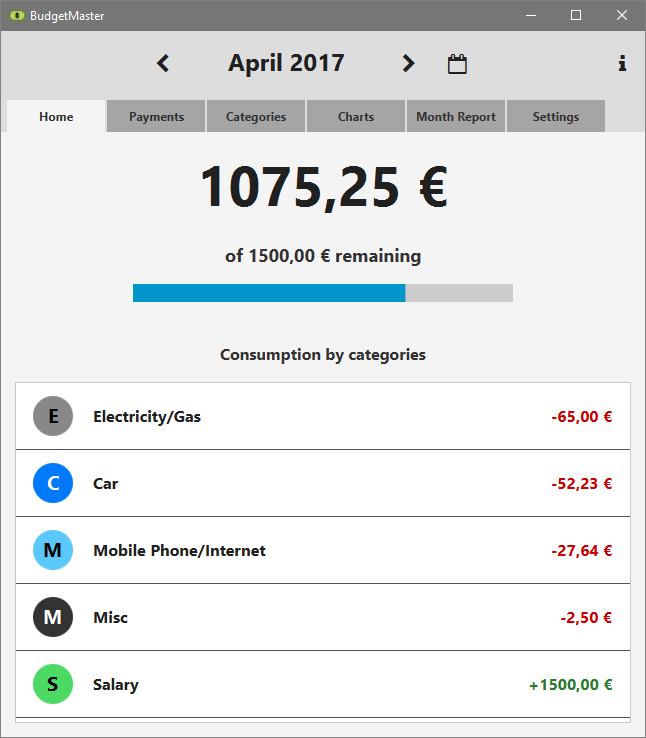 BudgetMaster
April 2017
Home Payments Categories Charts Month Report Settings
1075,25 €
of 1500,00 € remaining
Consumption by categories
E Electricity/Gas -65,00 €
C Car -52,23 €
M Mobile Phone/Internet -27,64 €
M Misc -2,50 €
S Salary +1500,00 €